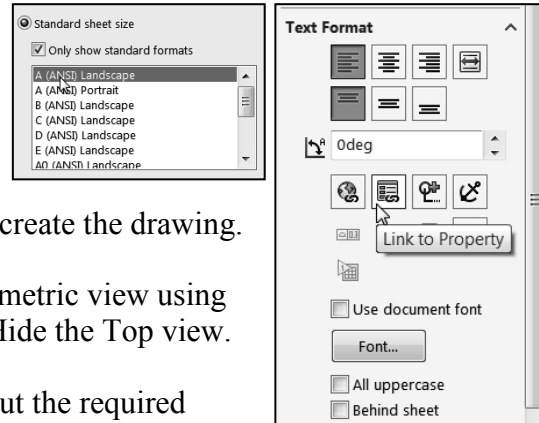 Standard sheet size
Only show standard formats
A (ANSI) Landscape
A (ANSI) Portrait
B (ANSI) Landscape
C (ANSI) Landscape
D (ANSI) Landscape
E (ANSI) Landscape
A0 (ANSI) Landscape
create the drawing.
metric view using
Hide the Top view.
ut the required
Text Format
0deg
Link to Property
Use document font
Font...
All uppercase
Behind sheet